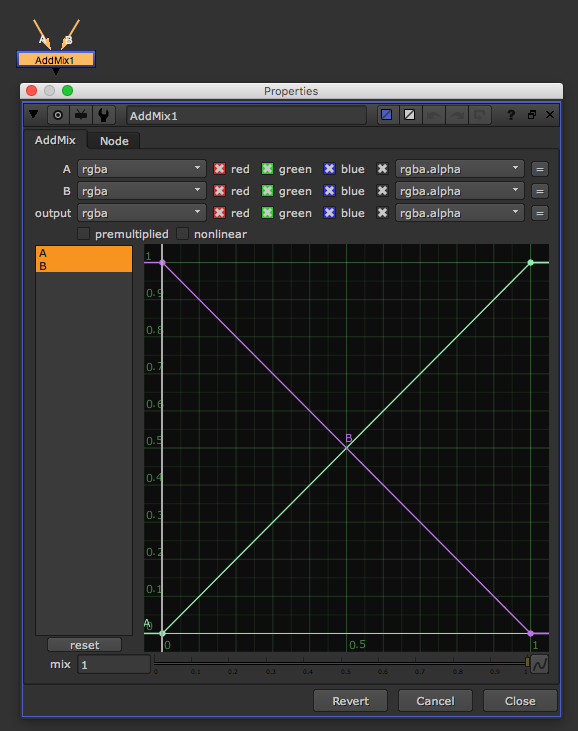 A B
AddMix1
Properties
AddMix1 ?
AddMix Node
A rgba red green blue rgba.alpha =
B rgba red green blue rgba.alpha =
output rgba red green blue rgba.alpha =
premultiplied nonlinear
A
B
1
0.9
0.8
0.7
0.6
B
0.5
0.4
0.3
0.2
0.1
A
0
0 0.5 1
reset
mix 1 0 0.1 0.2 0.3 0.4 0.5 0.6 0.7 0.8 0.9 1
Revert Cancel Close